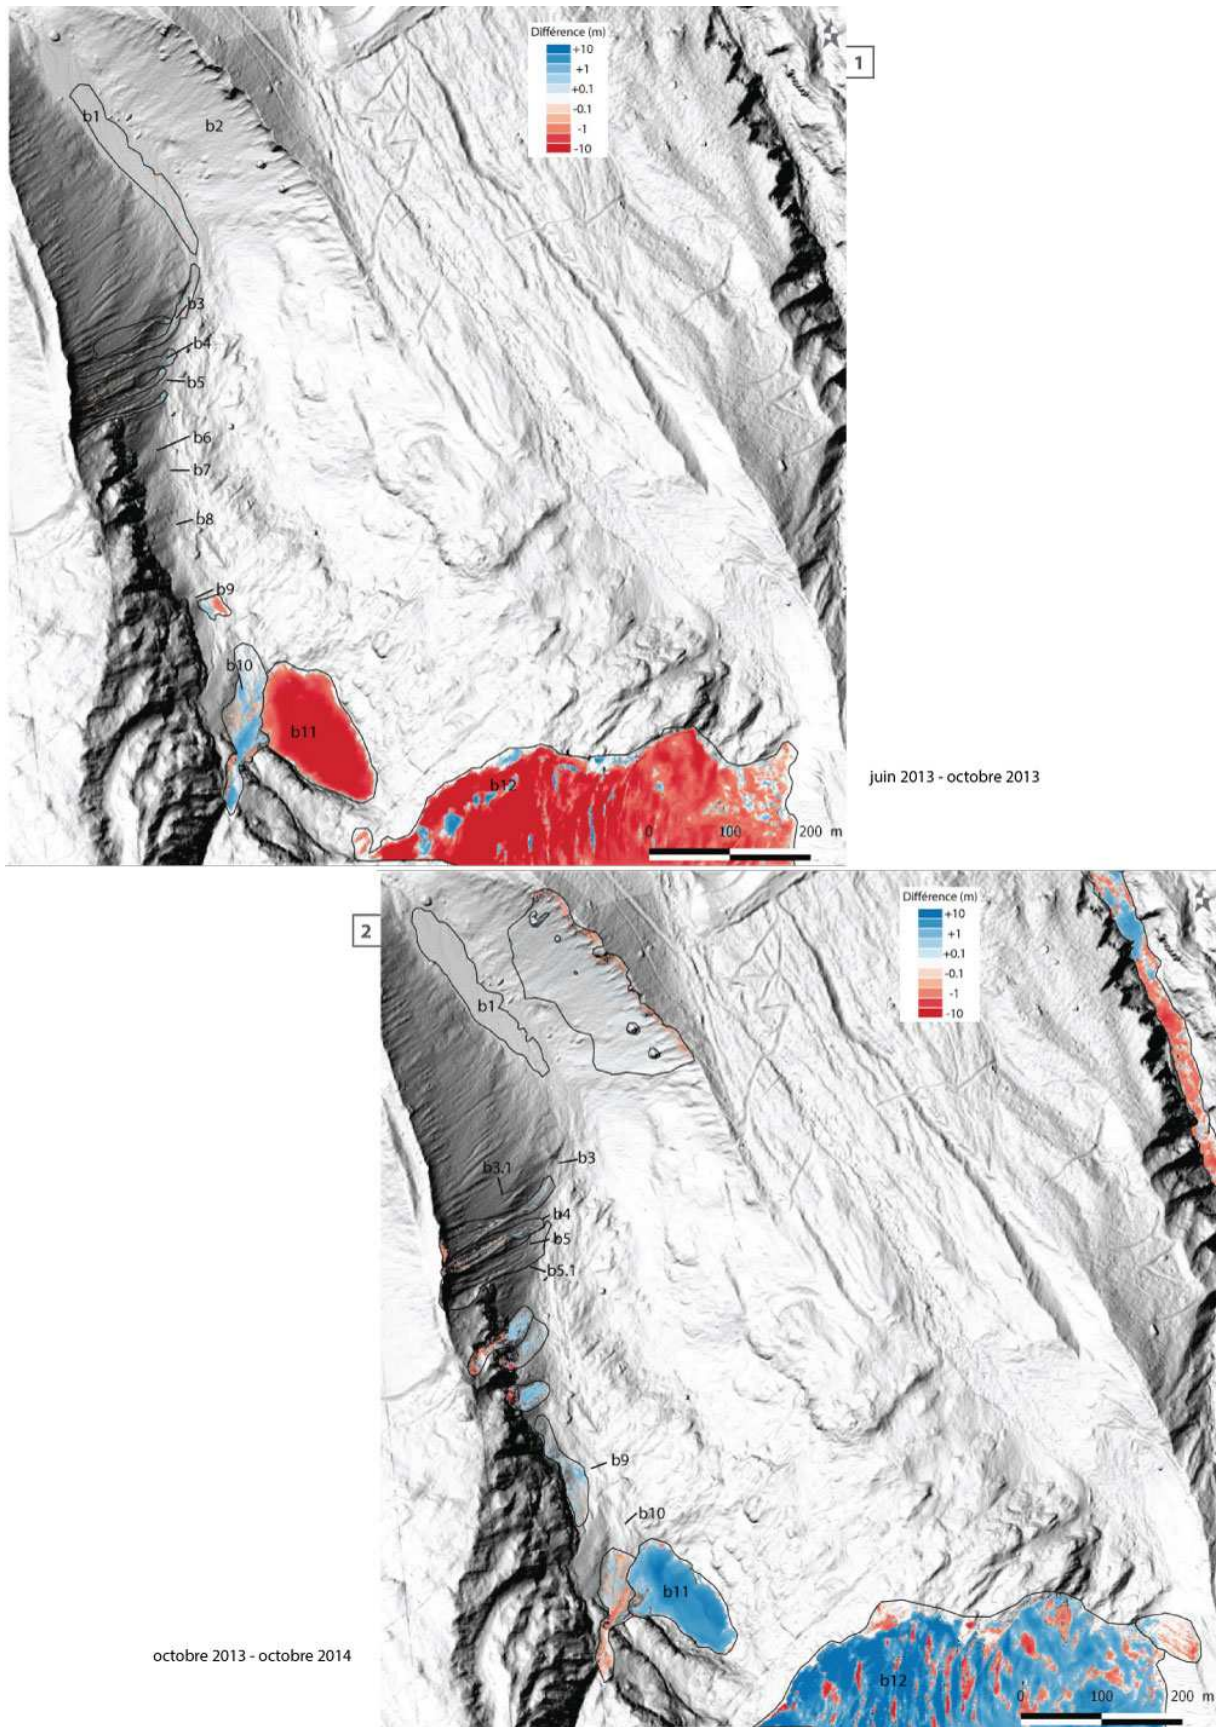 Différence (m)
+10
+1
+0.1
-0.1
-1
-10
1
b1
b2
b3
b4
b5
b6
b7
b8
b9
b10
b11
b12
0 100 200 m
juin 2013 - octobre 2013
2
Différence (m)
+10
+1
+0.1
-0.1
-1
-10
b1
b3
b3.1
b4
b5
b5.1
b9
b10
b11
b12
0 100 200 m
octobre 2013 - octobre 2014